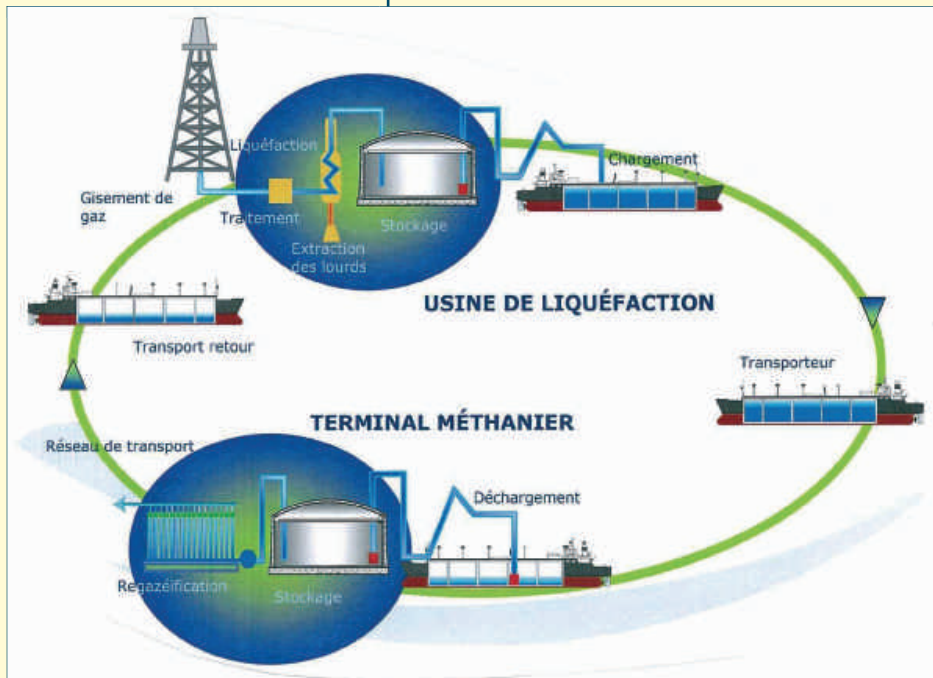 Liquéfaction
Chargement
Gisement de
gaz
Traitement
Stockage
Extraction
des lourds
USINE DE LIQUÉFACTION
Transport retour
Transporteur
TERMINAL MÉTHANIER
Réseau de transport
Déchargement
Regazéification
Stockage